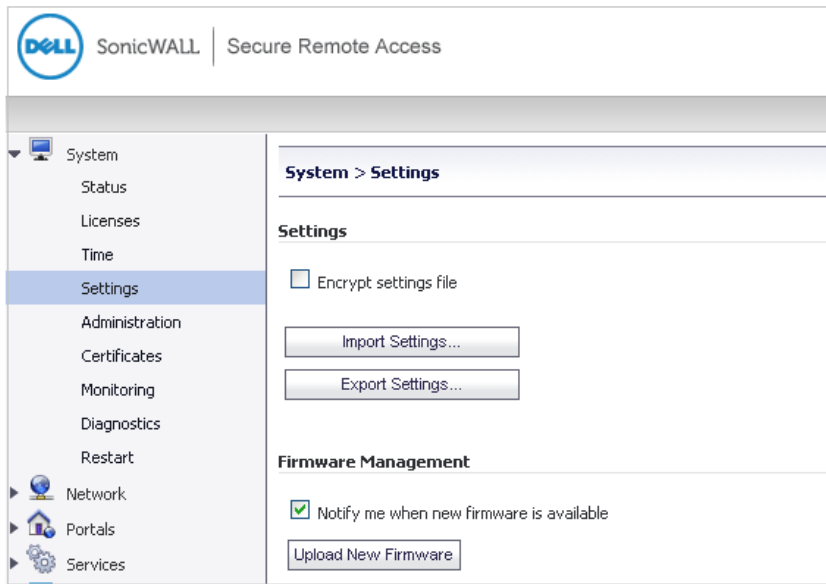 DELL SonicWALL | Secure Remote Access
System
Status
Licenses
Time
Settings
Administration
Certificates
Monitoring
Diagnostics
Restart
Network
Portals
Services
System > Settings
Settings
Encrypt settings file
Import Settings...
Export Settings...
Firmware Management
Notify me when new firmware is available
Upload New Firmware